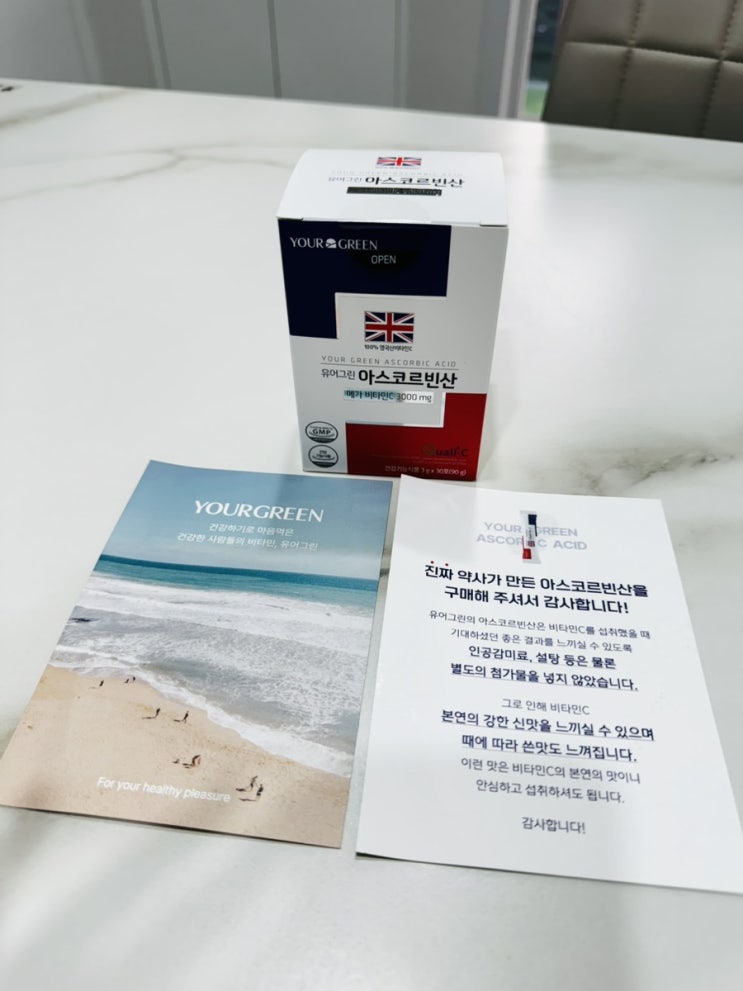 유어그린 아스코르빈산
YOUR GREEN
OPEN
100% 영국산비타민C
YOUR GREEN ASCORBIC ACID
유어그린 아스코르빈산
메가 비타민C 3000 mg
GMP
Quali-C
건강기능식품 3 g x 30포(90 g)
YOURGREEN
건강하기로 마음먹은
건강한 사람들의 비타민, 유어그린
For your healthy pleasure
YOUR GREEN
ASCORBIC ACID
진짜 약사가 만든 아스코르빈산을
구매해 주셔서 감사합니다!
유어그린의 아스코르빈산은 비타민C를 섭취했을 때
기대하셨던 좋은 결과를 느끼실 수 있도록
인공감미료, 설탕 등은 물론
별도의 첨가물을 넣지 않았습니다.
그로 인해 비타민C
본연의 강한 신맛을 느끼실 수 있으며
때에 따라 쓴맛도 느껴집니다.
이런 맛은 비타민C의 본연의 맛이니
안심하고 섭취하셔도 됩니다.
감사합니다!